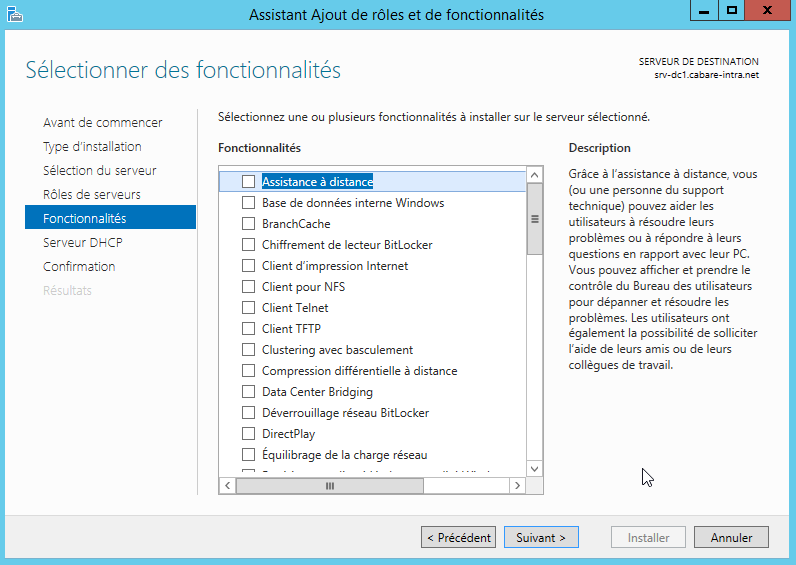 Assistant Ajout de rôles et de fonctionnalités
Sélectionner des fonctionnalités
SERVEUR DE DESTINATION
srv-dc1.cabare-intra.net
Avant de commencer
Type d'installation
Sélection du serveur
Rôles de serveurs
Fonctionnalités
Serveur DHCP
Confirmation
Résultats
Sélectionnez une ou plusieurs fonctionnalités à installer sur le serveur sélectionné.
Fonctionnalités
Assistance à distance
Base de données interne Windows
BranchCache
Chiffrement de lecteur BitLocker
Client d'impression Internet
Client pour NFS
Client Telnet
Client TFTP
Clustering avec basculement
Compression différentielle à distance
Data Center Bridging
Déverrouillage réseau BitLocker
DirectPlay
Équilibrage de la charge réseau
Description
Grâce à l'assistance à distance, vous
(ou une personne du support
technique) pouvez aider les
utilisateurs à résoudre leurs
problèmes ou à répondre à leurs
questions en rapport avec leur PC.
Vous pouvez afficher et prendre le
contrôle du Bureau des utilisateurs
pour dépanner et résoudre les
problèmes. Les utilisateurs ont
également la possibilité de solliciter
l'aide de leurs amis ou de leurs
collègues de travail.
< Précédent
Suivant >
Installer
Annuler